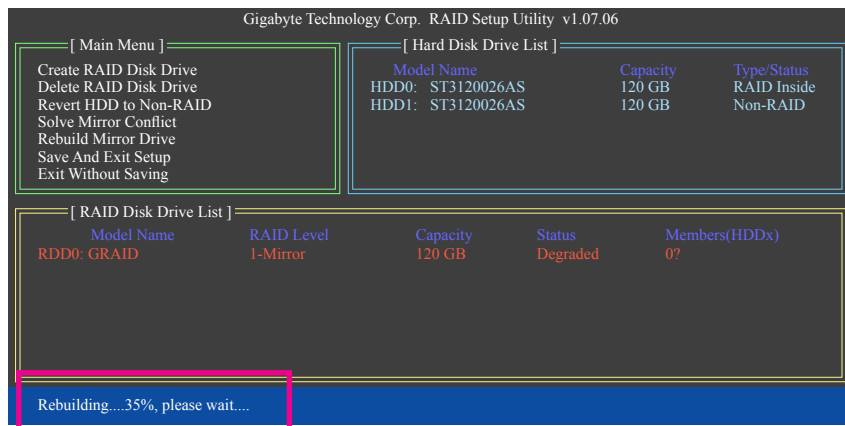 Gigabyte Technology Corp. RAID Setup Utility v1.07.06
[ Main Menu ]
Create RAID Disk Drive
Delete RAID Disk Drive
Revert HDD to Non-RAID
Solve Mirror Conflict
Rebuild Mirror Drive
Save And Exit Setup
Exit Without Saving
[ Hard Disk Drive List ]
Model Name Capacity Type/Status
HDD0: ST3120026AS 120 GB RAID Inside
HDD1: ST3120026AS 120 GB Non-RAID
[ RAID Disk Drive List ]
Model Name RAID Level Capacity Status Members(HDDx)
RDD0: GRAID 1-Mirror 120 GB Degraded 0?
Rebuilding....35%, please wait....